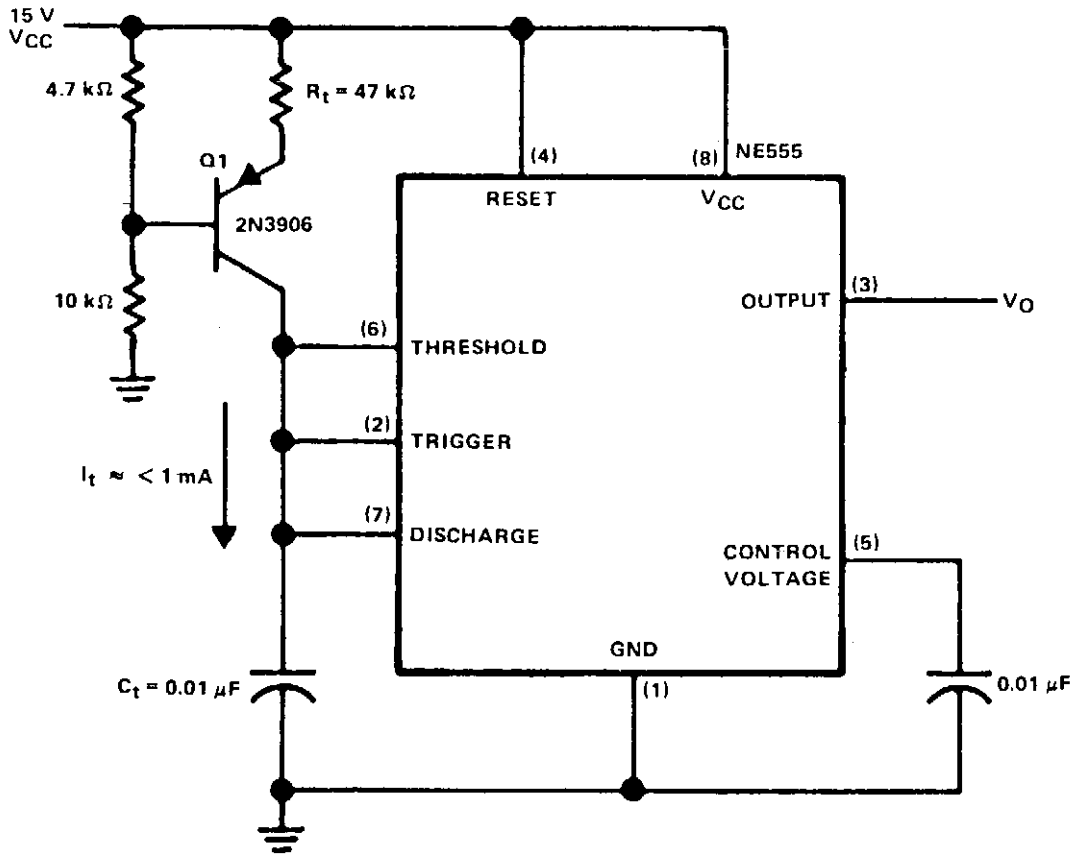 15 V
VCC
4.7 kΩ
Rt = 47 kΩ
Q1
2N3906
10 kΩ
(4)
(8)
NE555
RESET
VCC
(6)
THRESHOLD
(2)
TRIGGER
(7)
DISCHARGE
OUTPUT
(3)
VO
It ≈ < 1 mA
CONTROL
VOLTAGE
(5)
GND
(1)
Ct = 0.01 μF
0.01 μF